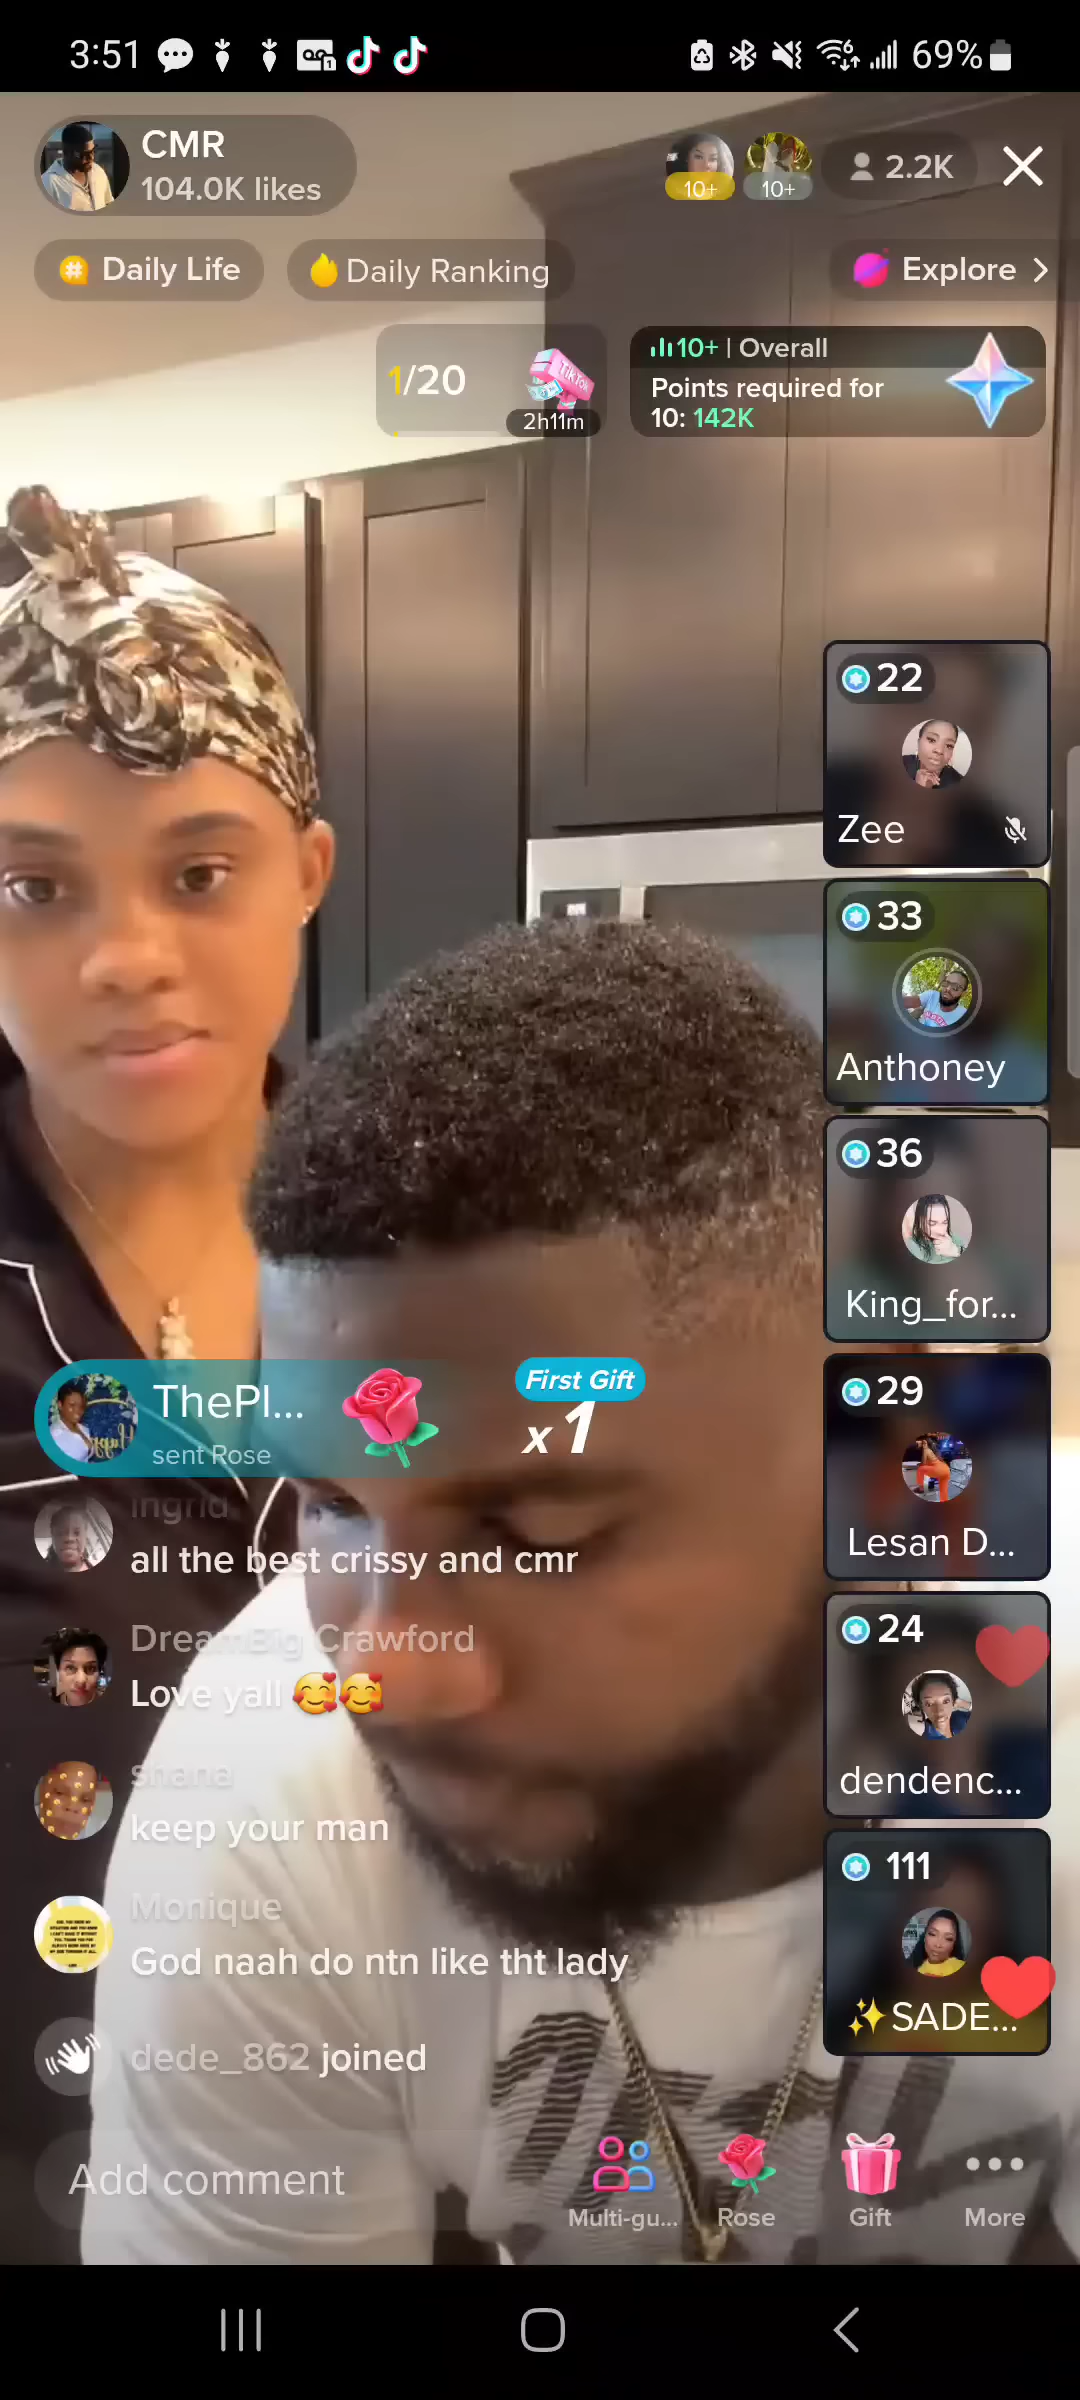 3:51
69%
CMR
104.0K likes
10+
10+
2.2K
Daily Life
Daily Ranking
Explore
1/20
TikTok
2h11m
10+ | Overall
Points required for
10: 142K
22
Zee
33
Anthoney
36
King_for...
29
Lesan D...
24
dendenc...
111
✨SADE...
ThePl...
sent Rose
First Gift
x1
Ingrid
all the best crissy and cmr
DreamBig Crawford
Love yall 🥰🥰
shana
keep your man
Monique
God naah do ntn like tht lady
dede_862 joined
Add comment
Multi-gu...
Rose
Gift
More